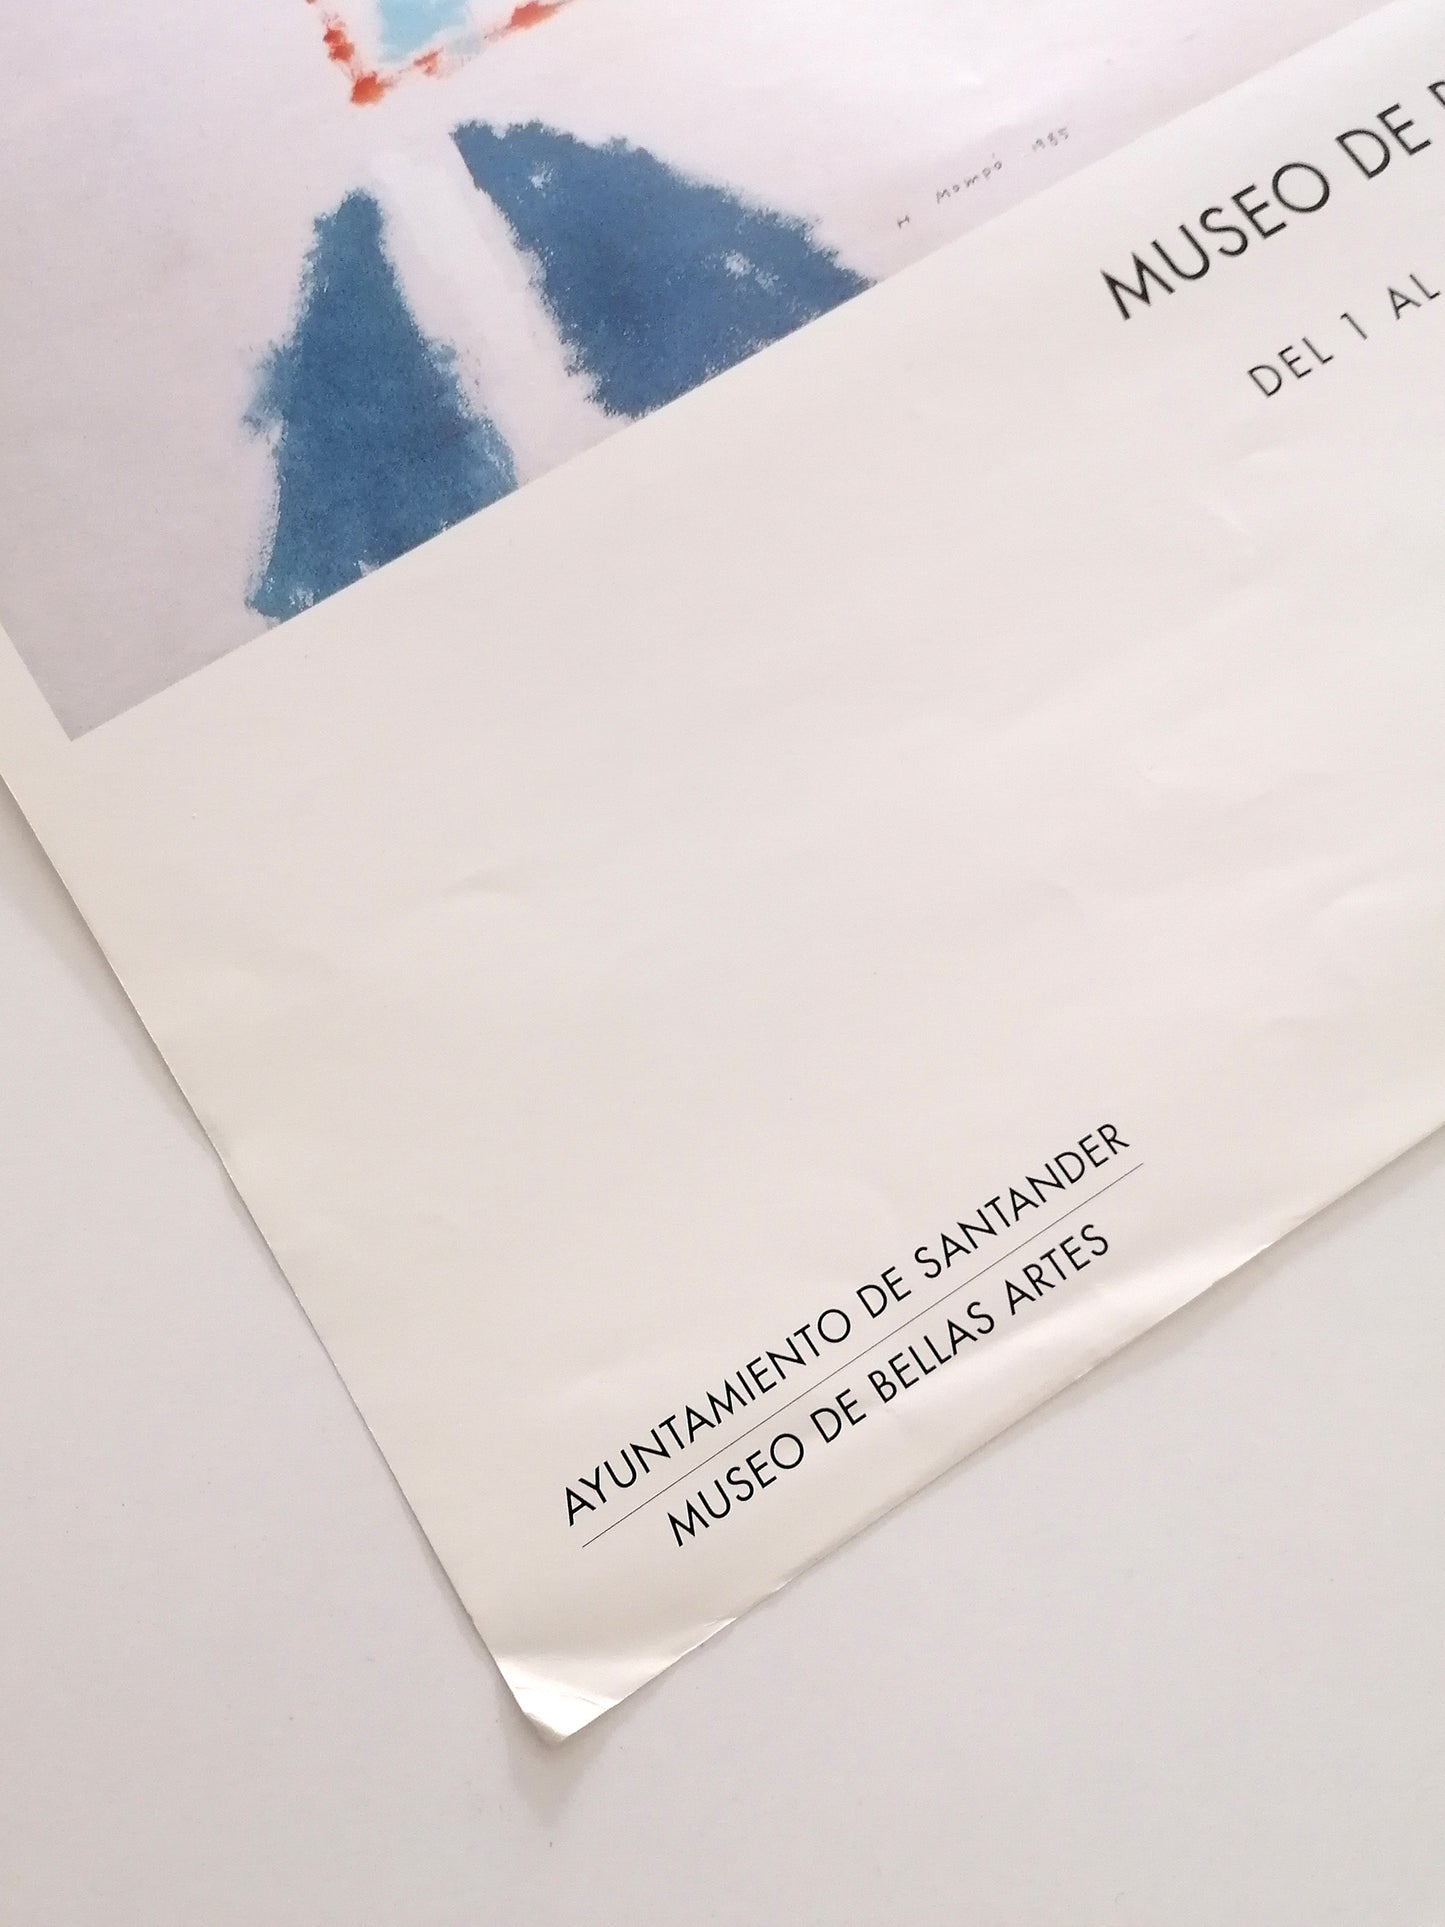 H Mompó 1985
MUSEO DE
DEL 1 AL
AYUNTAMIENTO DE SANTANDER
MUSEO DE BELLAS ARTES